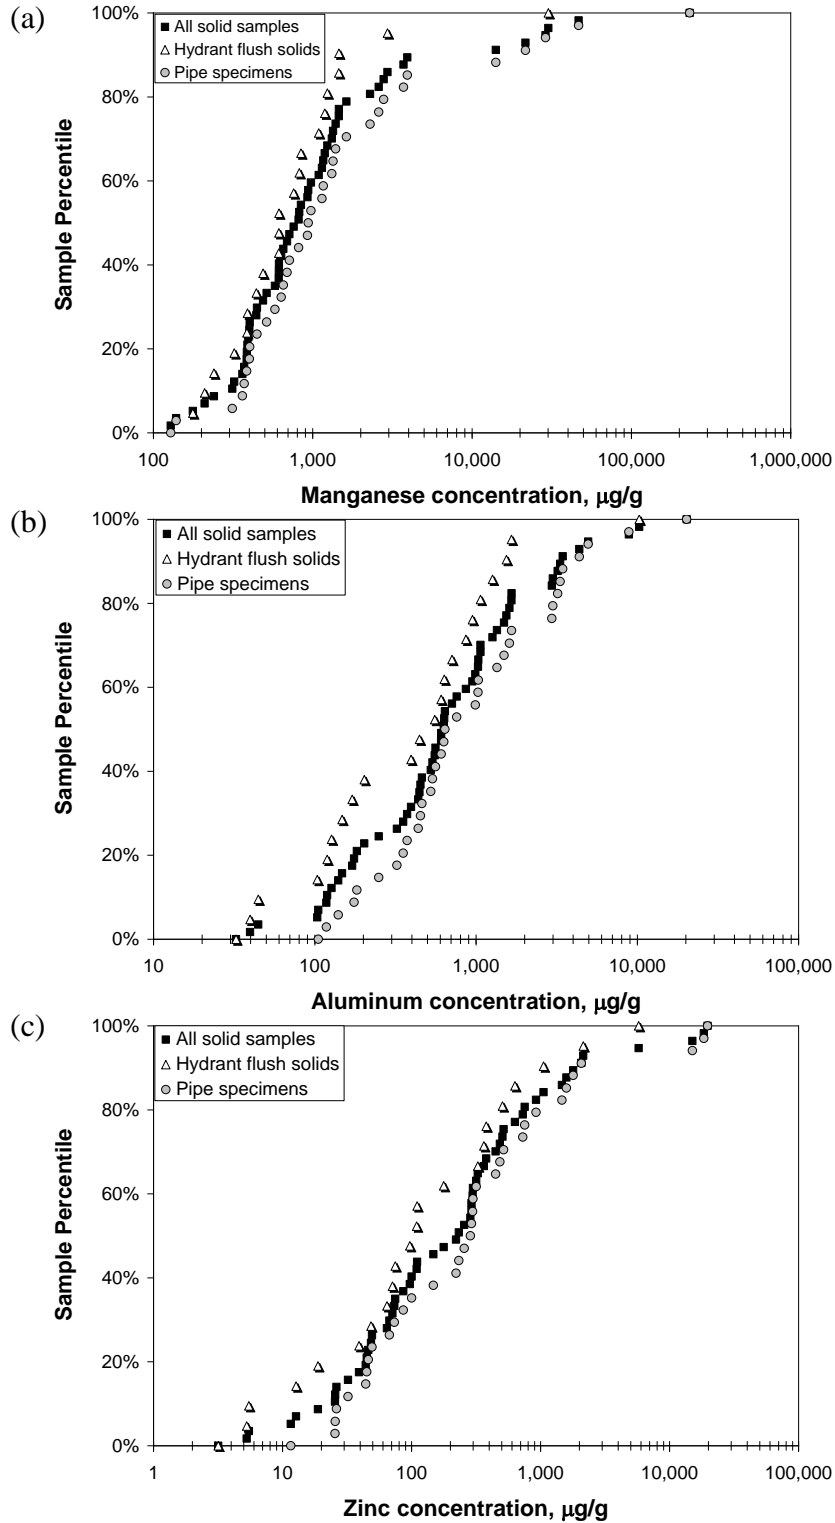 (a)
100%
80%
60%
40%
20%
0%
Sample Percentile
All solid samples
Hydrant flush solids
Pipe specimens
100 1,000 10,000 100,000 1,000,000
Manganese concentration, μg/g
(b)
100%
80%
60%
40%
20%
0%
Sample Percentile
All solid samples
Hydrant flush solids
Pipe specimens
10 100 1,000 10,000 100,000
Aluminum concentration, μg/g
(c)
100%
80%
60%
40%
20%
0%
Sample Percentile
All solid samples
Hydrant flush solids
Pipe specimens
1 10 100 1,000 10,000 100,000
Zinc concentration, μg/g